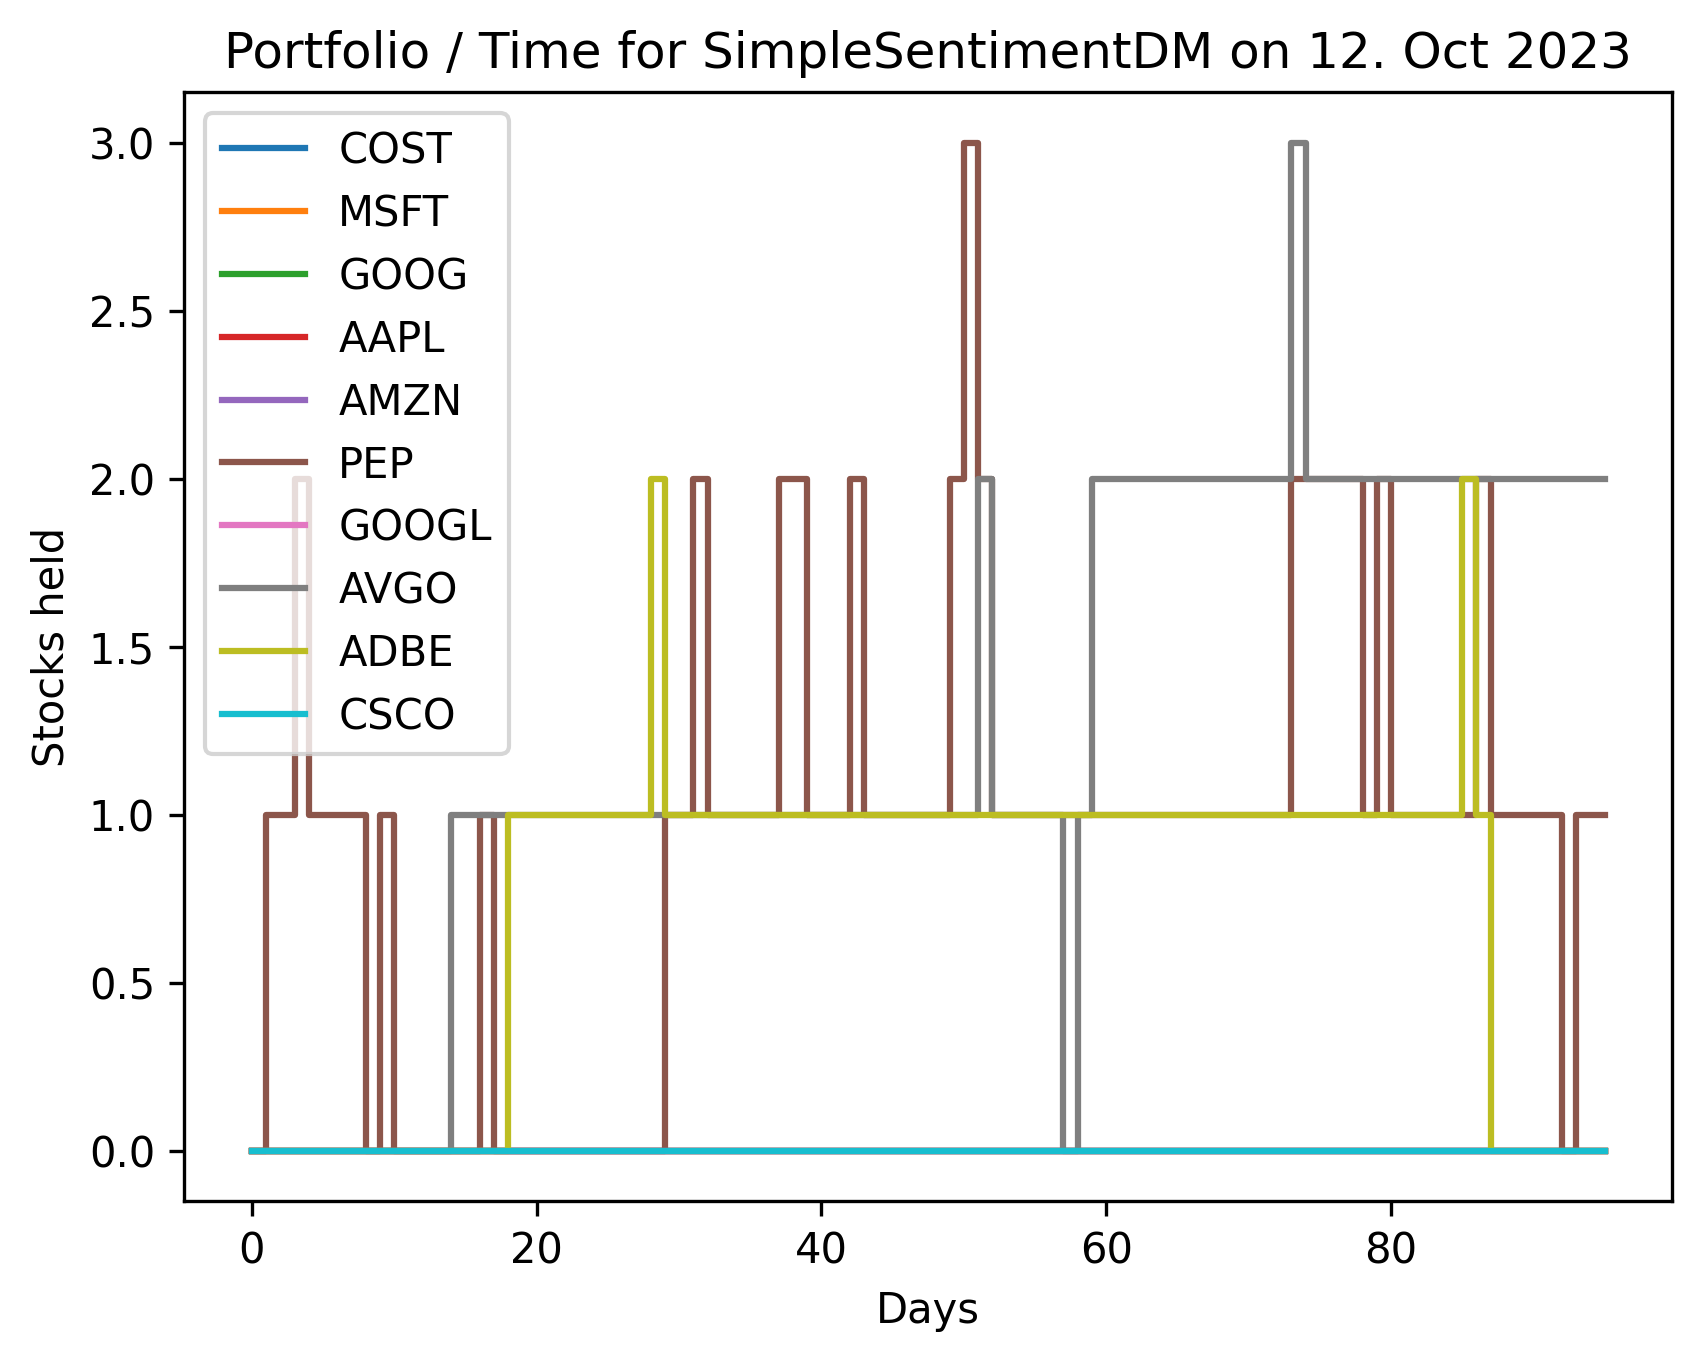 Portfolio / Time for SimpleSentimentDM on 12. Oct 2023
3.0
2.5
2.0
1.5
1.0
0.5
0.0
Stocks held
COST
MSFT
GOOG
AAPL
AMZN
PEP
GOOGL
AVGO
ADBE
CSCO
0 20 40 60 80
Days